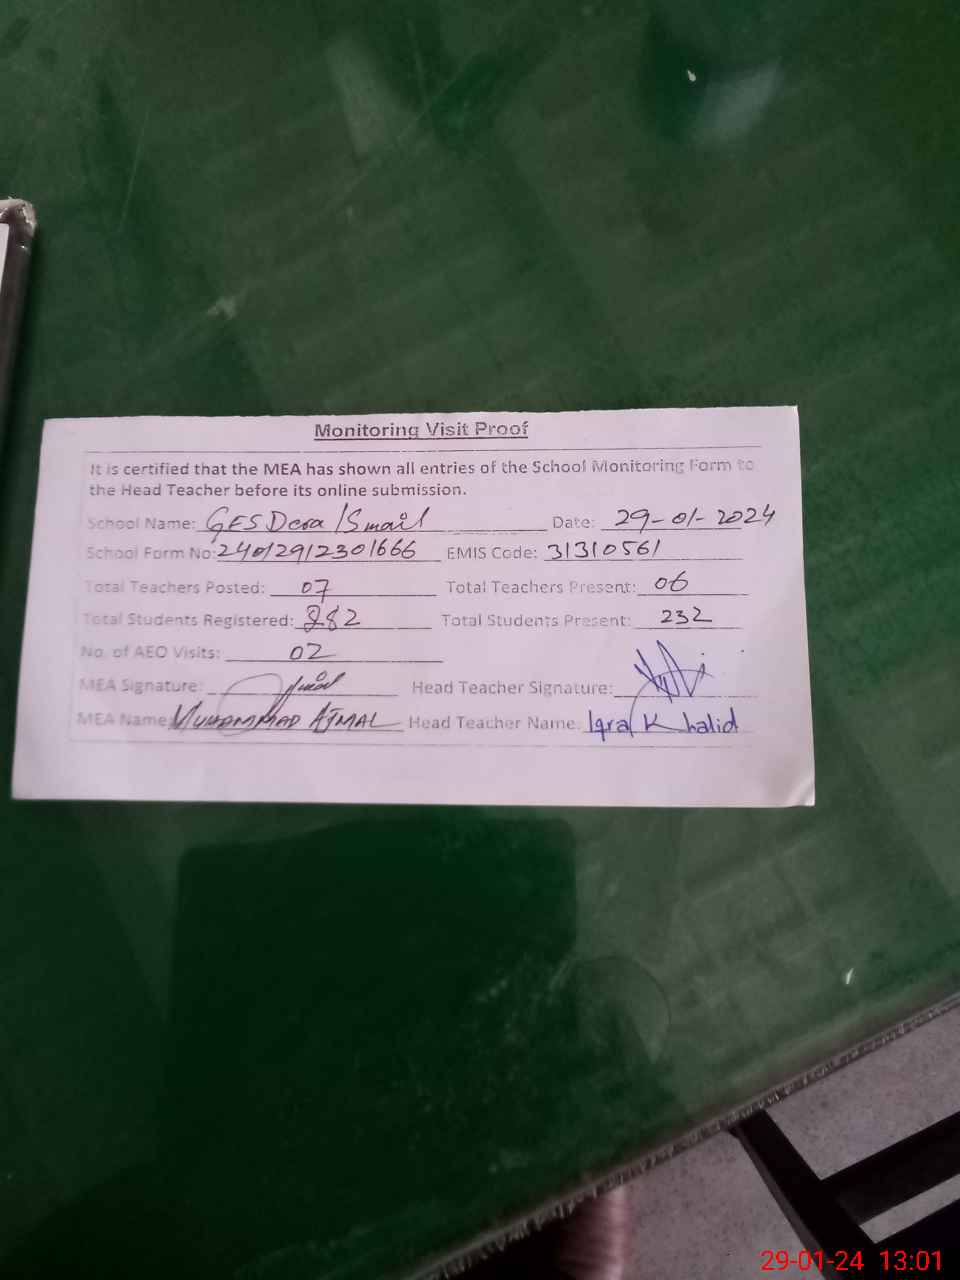 Monitoring Visit Proof
It is certified that the MEA has shown all entries of the School Monitoring Form to
the Head Teacher before its online submission.
School Name: GES Dera Ismail Date: 29-01-2024
School Form No: 24012912301666 EMIS Code: 31310561
Total Teachers Posted: 07 Total Teachers Present: 06
Total Students Registered: 282 Total Students Present: 232
No. of AEO Visits: 02
MEA Signature: Head Teacher Signature:
MEA Name: MUHAMMAD AJMAL Head Teacher Name: Iqra Khalid
29-01-24 13:01